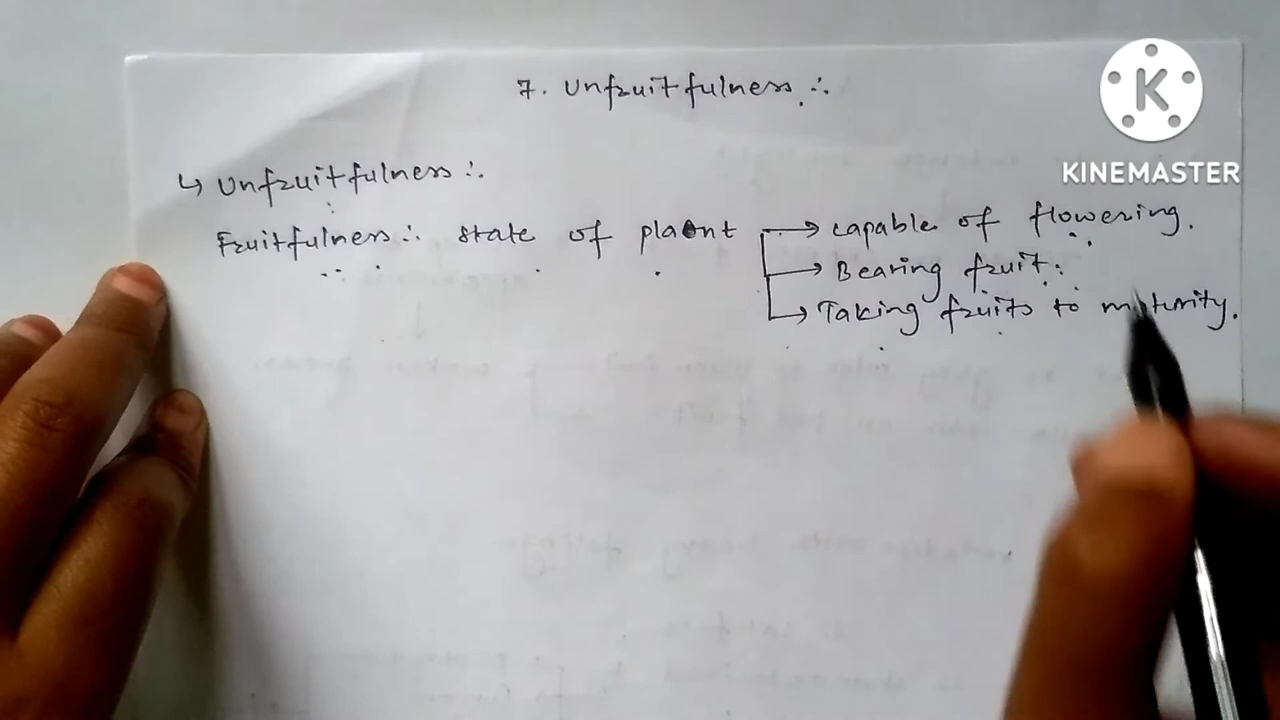 7. Unfruitfulness :-
K
KINEMASTER
↳ Unfruitfulness :-
Fruitfulness :- state of plant → capable of flowering.
→ Bearing fruit.
→ Taking fruits to maturity.